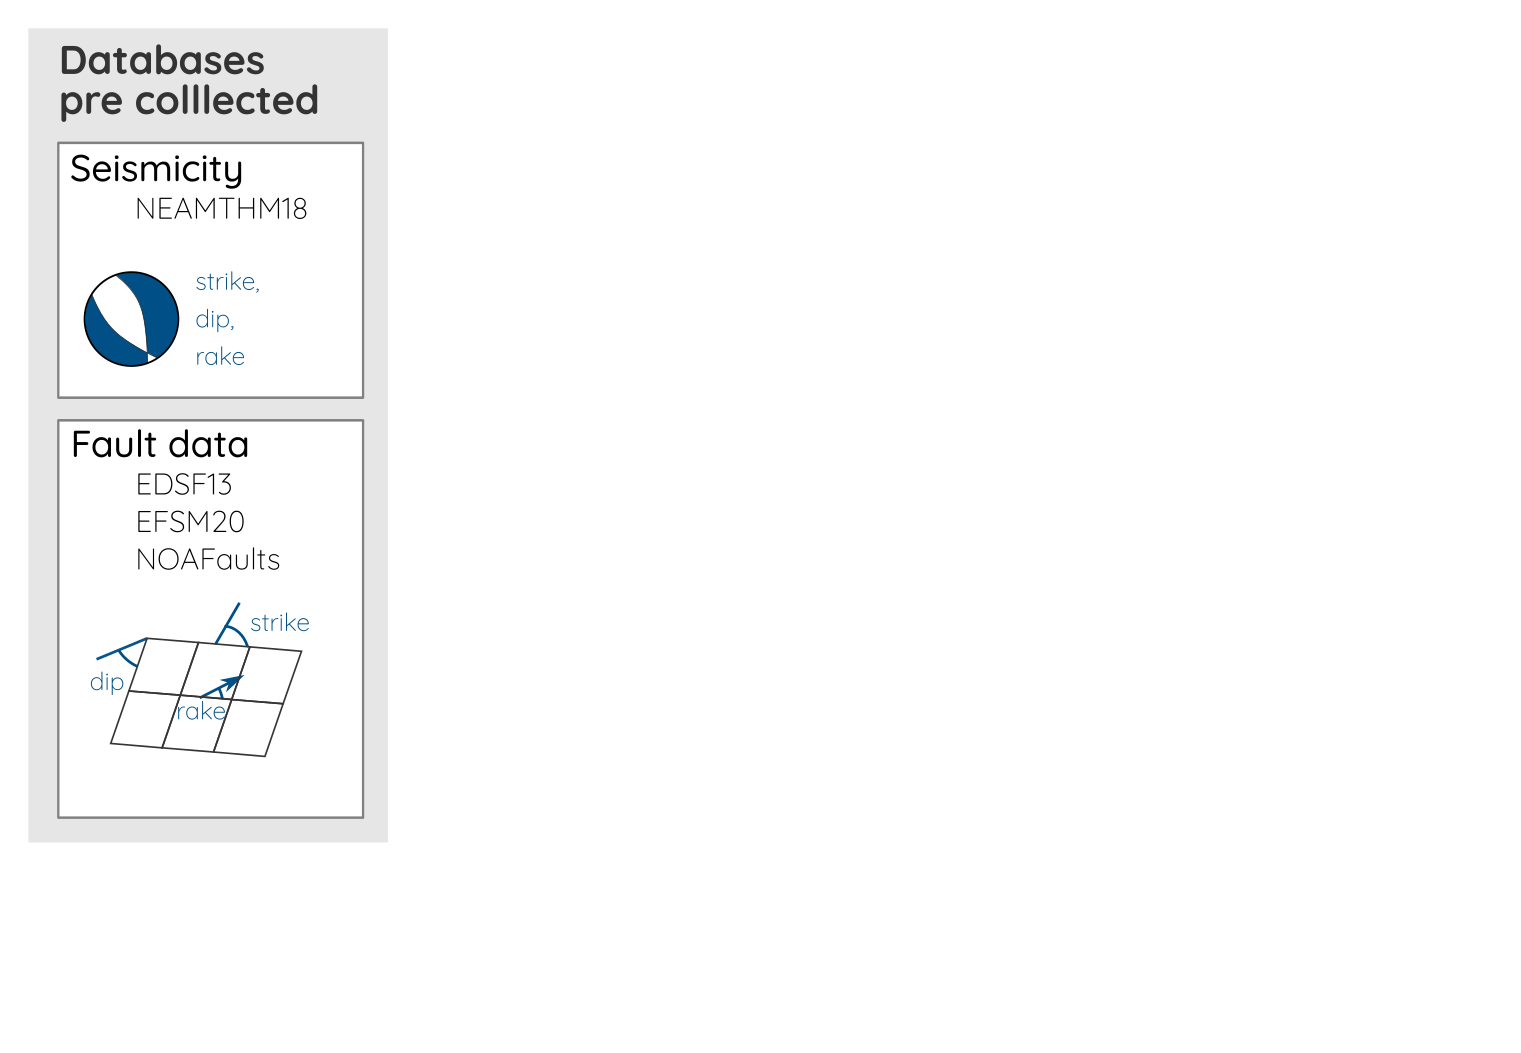 Databases
pre colllected
Seismicity
NEAMTHM18
strike,
dip,
rake
Fault data
EDSF13
EFSM20
NOAFaults
strike
dip
rake